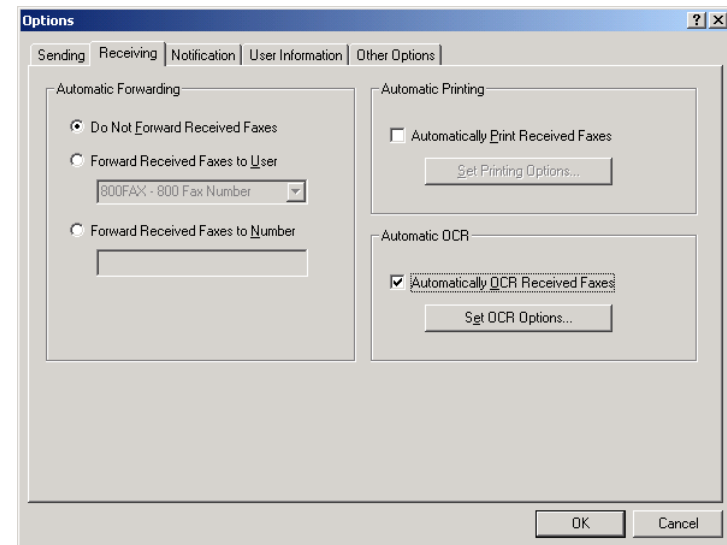 Options
Sending Receiving Notification User Information Other Options
Automatic Forwarding
Do Not Forward Received Faxes
Forward Received Faxes to User
800FAX - 800 Fax Number
Forward Received Faxes to Number
Automatic Printing
Automatically Print Received Faxes
Set Printing Options...
Automatic OCR
Automatically OCR Received Faxes
Set OCR Options...
OK Cancel